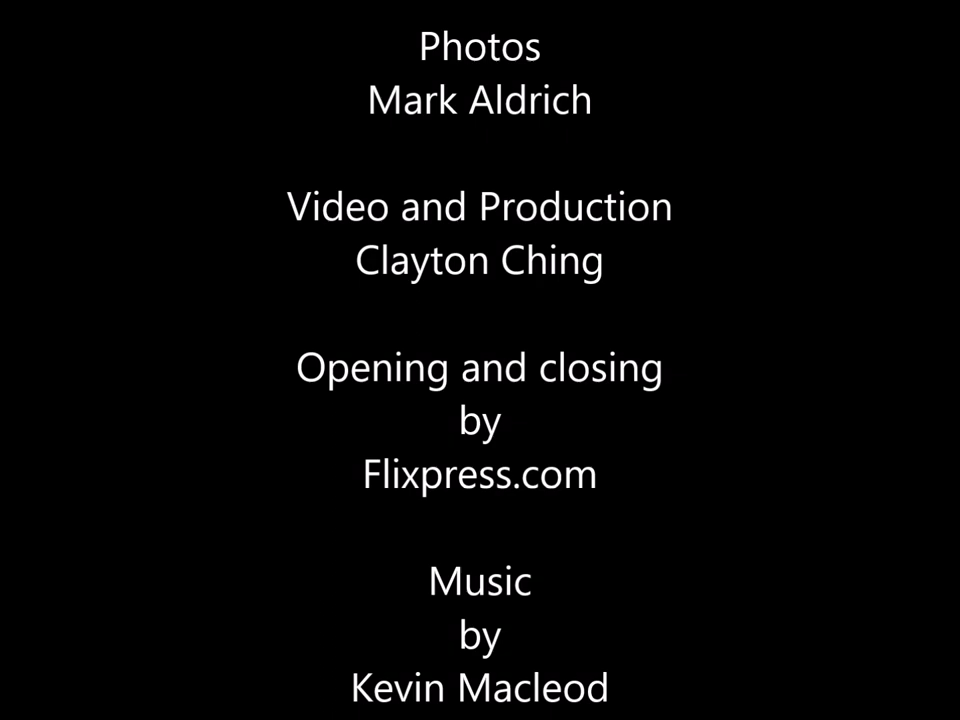 Photos
Mark Aldrich
Video and Production
Clayton Ching
Opening and closing
by
Flixpress.com
Music
by
Kevin Macleod